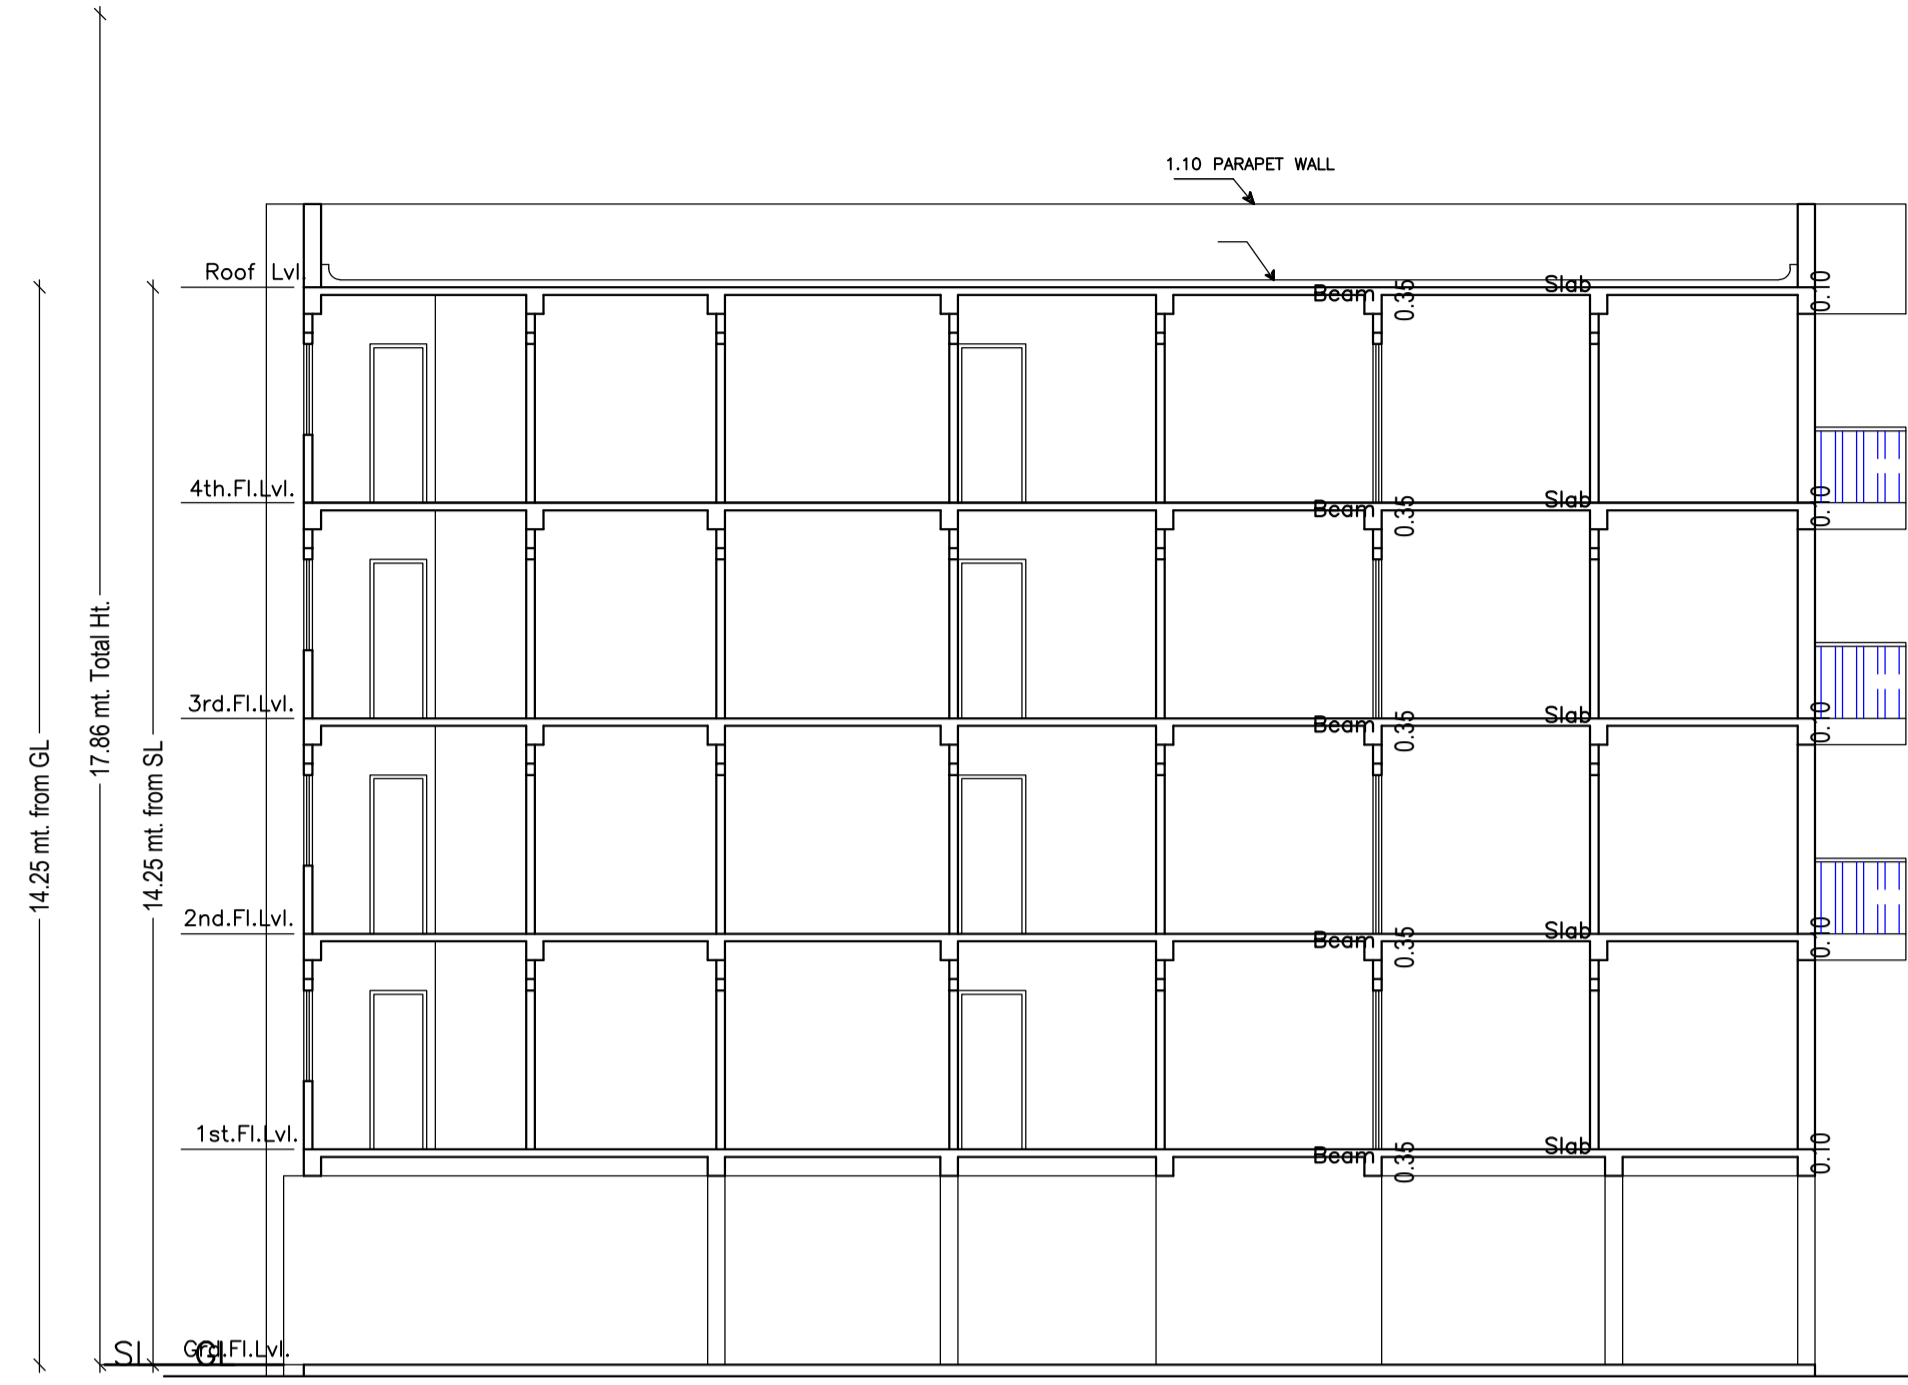 1.10 PARAPET WALL
Roof Lvl.
Beam
0.35
Slab
0.10
4th.Fl.Lvl.
Beam
0.35
Slab
0.10
17.86 mt. Total Ht.
3rd.Fl.Lvl.
Beam
0.35
Slab
0.10
14.25 mt. from GL
14.25 mt. from SL
2nd.Fl.Lvl.
Beam
0.35
Slab
0.10
1st.Fl.Lvl.
Beam
0.35
Slab
0.10
SL
GL
Grd.Fl.Lvl.